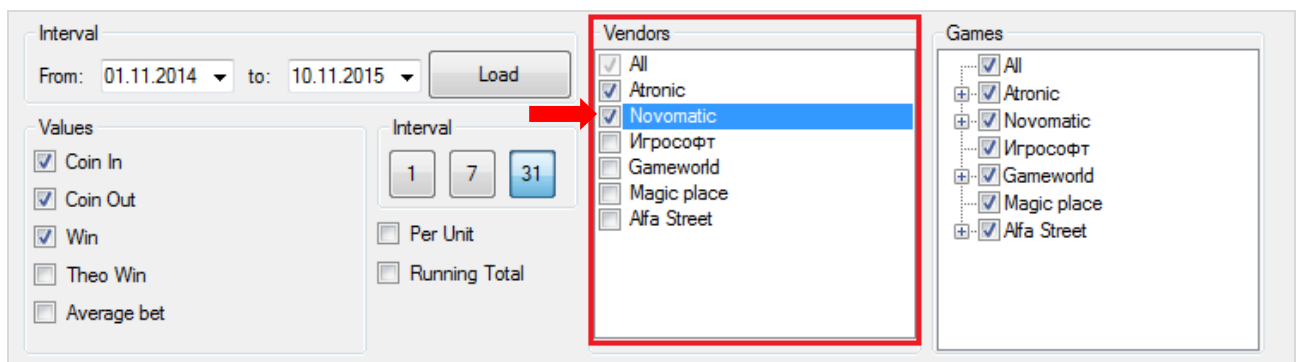 Interval
From: 01.11.2014 to: 10.11.2015 Load
Values
Coin In
Coin Out
Win
Theo Win
Average bet
Interval
1 7 31
Per Unit
Running Total
Vendors
All
Atronic
Novomatic
Игрософт
Gameworld
Magic place
Alfa Street
Games
All
Atronic
Novomatic
Игрософт
Gameworld
Magic place
Alfa Street